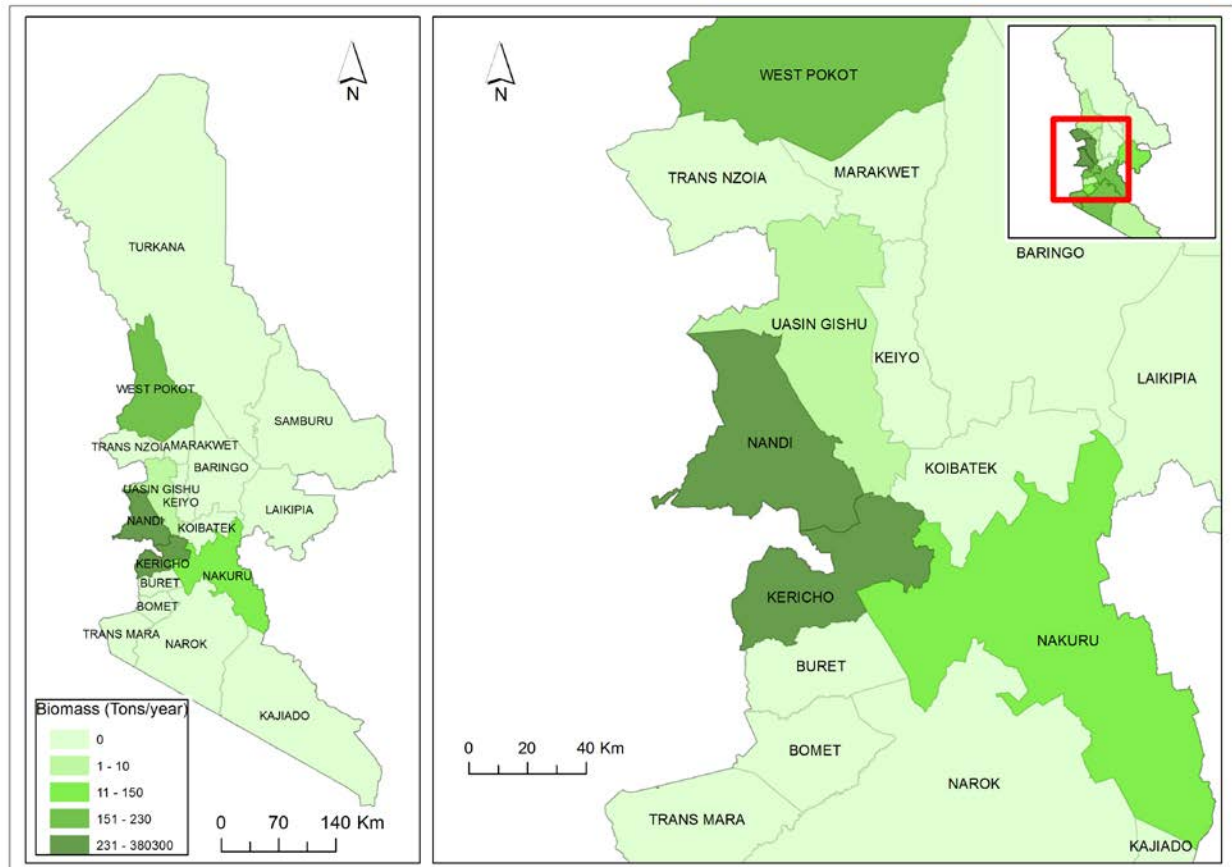 N
TURKANA
WEST POKOT
SAMBURU
TRANS NZOIA
MARAKWET
BARINGO
UASIN GISHU
KEIYO
LAIKIPIA
NANDI
KOIBATEK
KERICHO
NAKURU
BURET
BOMET
TRANS MARA
NAROK
KAJIADO
Biomass (Tons/year)
0
1 - 10
11 - 150
151 - 230
231 - 380300
0 70 140 Km
N
WEST POKOT
TRANS NZOIA
MARAKWET
BARINGO
UASIN GISHU
KEIYO
LAIKIPIA
NANDI
KOIBATEK
KERICHO
NAKURU
BURET
0 20 40 Km
BOMET
NAROK
TRANS MARA
KAJIADO